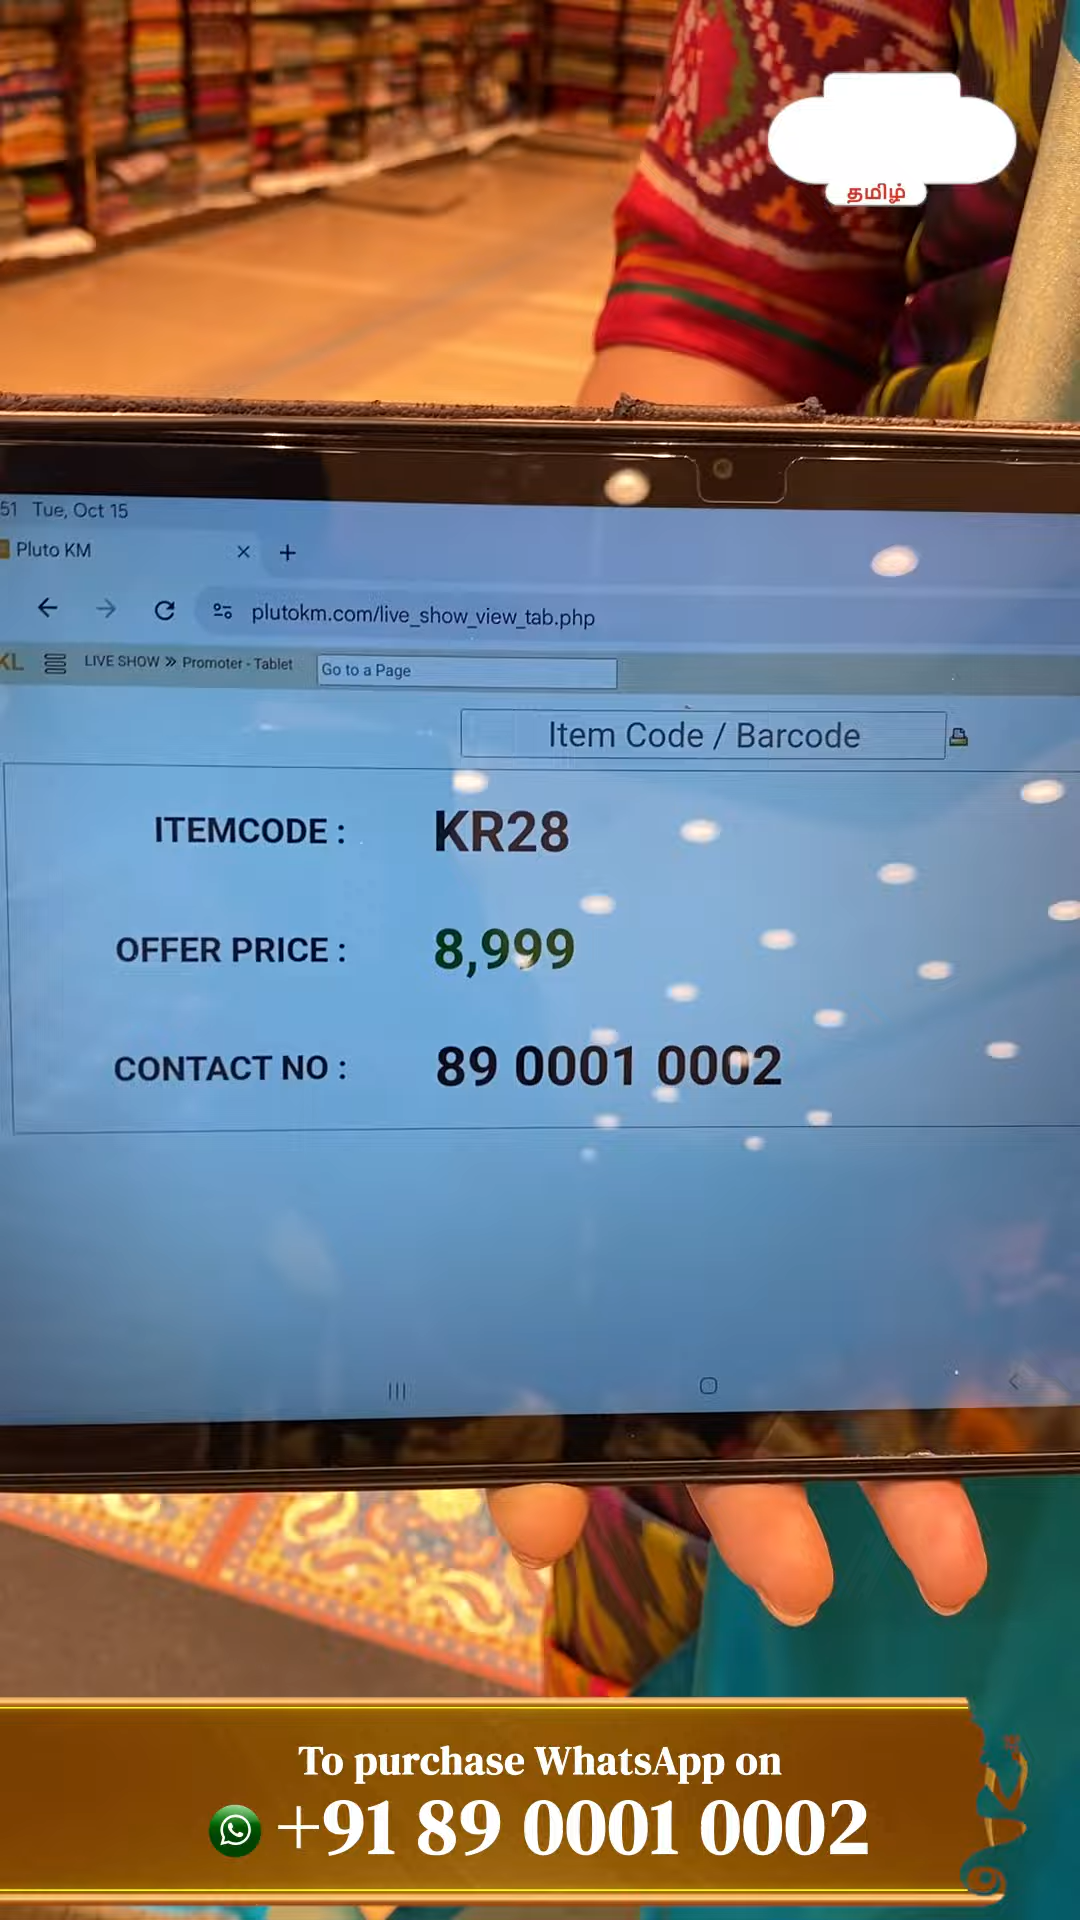 தமிழ்
51 Tue, Oct 15
Pluto KM
plutokm.com/live_show_view_tab.php
KL LIVE SHOW » Promoter - Tablet Go to a Page
Item Code / Barcode
ITEMCODE : KR28
OFFER PRICE : 8,999
CONTACT NO : 89 0001 0002
To purchase WhatsApp on
+91 89 0001 0002